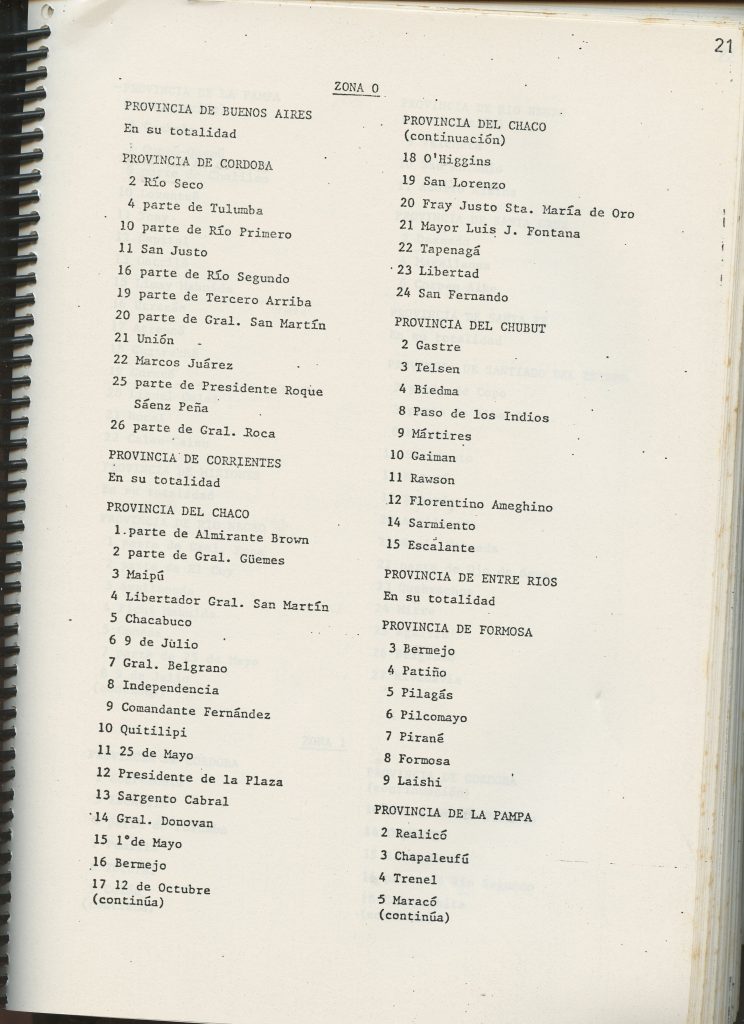 21
ZONA 0
PROVINCIA DE BUENOS AIRES
En su totalidad
PROVINCIA DE CORDOBA
2 Río Seco
4 parte de Tulumba
10 parte de Río Primero
11 San Justo
16 parte de Río Segundo
19 parte de Tercero Arriba
20 parte de Gral. San Martín
21 Unión
22 Marcos Juárez
25 parte de Presidente Roque
Sáenz Peña
26 parte de Gral. Roca
PROVINCIA DE CORRIENTES
En su totalidad
PROVINCIA DEL CHACO
1.parte de Almirante Brown
2 parte de Gral. Güemes
3 Maipú
4 Libertador Gral. San Martín
5 Chacabuco
6 9 de Julio
7 Gral. Belgrano
8 Independencia
9 Comandante Fernández
10 Quitilipi
11 25 de Mayo
12 Presidente de la Plaza
13 Sargento Cabral
14 Gral. Donovan
15 1°de Mayo
16 Bermejo
17 12 de Octubre
(continúa)
PROVINCIA DEL CHACO
(continuación)
18 O'Higgins
19 San Lorenzo
20 Fray Justo Sta. María de Oro
21 Mayor Luis J. Fontana
22 Tapenagá
23 Libertad
24 San Fernando
PROVINCIA DEL CHUBUT
2 Gastre
3 Telsen
4 Biedma
8 Paso de los Indios
9 Mártires
10 Gaiman
11 Rawson
12 Florentino Ameghino
14 Sarmiento
15 Escalante
PROVINCIA DE ENTRE RIOS
En su totalidad
PROVINCIA DE FORMOSA
3 Bermejo
4 Patiño
5 Pilagás
6 Pilcomayo
7 Pirané
8 Formosa
9 Laishi
PROVINCIA DE LA PAMPA
2 Realicó
3 Chapaleufú
4 Trenel
5 Maracó
(continúa)